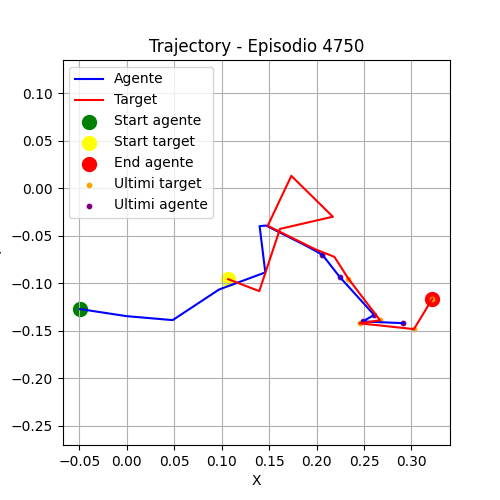 Trajectory - Episodio 4750
Agente
Target
Start agente
Start target
End agente
Ultimi target
Ultimi agente
0.10
0.05
0.00
−0.05
−0.10
−0.15
−0.20
−0.25
−0.05 0.00 0.05 0.10 0.15 0.20 0.25 0.30
X